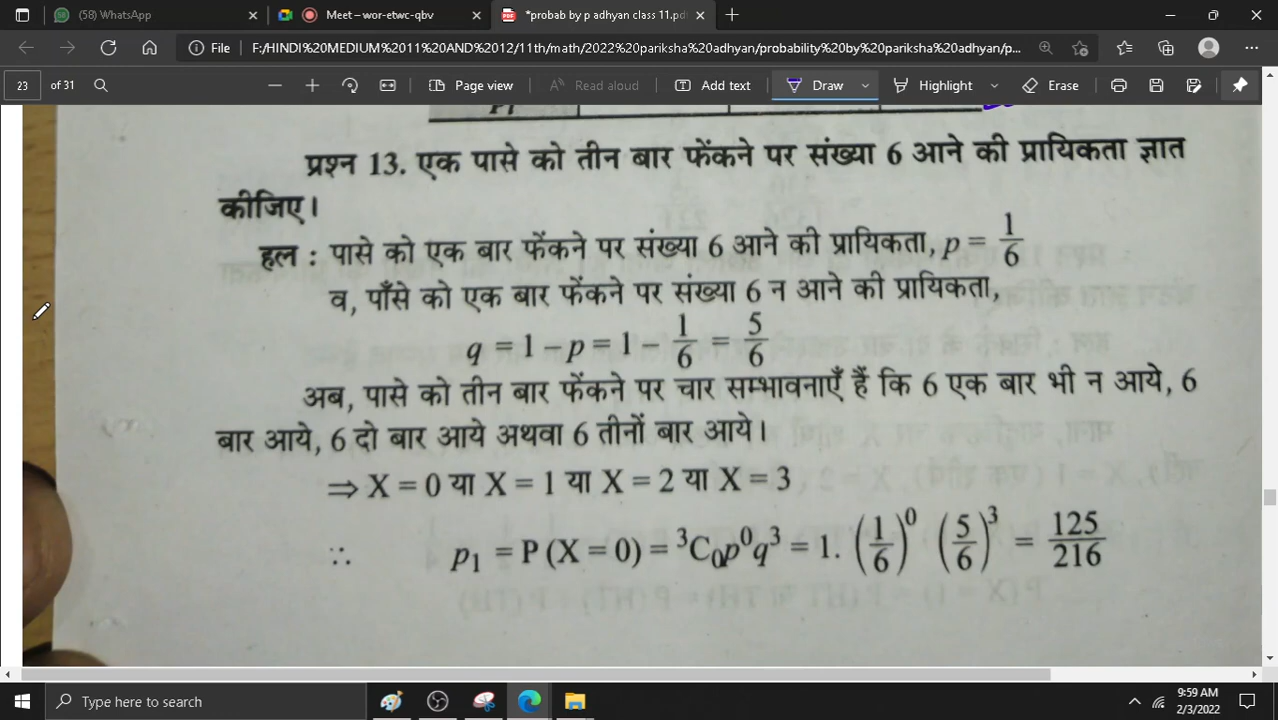 (58) WhatsApp
Meet – wor-etwc-qbv
*probab by p adhyan class 11.pd
File
F:/HINDI%20MEDIUM%2011%20AND%2012/11th/math/2022%20pariksha%20adhyan/probability%20by%20pariksha%20adhyan/p...
23 of 31
Page view
Read aloud
Add text
Draw
Highlight
Erase
प्रश्न 13. एक पासे को तीन बार फेंकने पर संख्या 6 आने की प्रायिकता ज्ञात
कीजिए।
हल : पासे को एक बार फेंकने पर संख्या 6 आने की प्रायिकता, p = 1/6
व, पाँसे को एक बार फेंकने पर संख्या 6 न आने की प्रायिकता,
q = 1 – p = 1 – 1/6 = 5/6
अब, पासे को तीन बार फेंकने पर चार सम्भावनाएँ हैं कि 6 एक बार भी न आये, 6
बार आये, 6 दो बार आये अथवा 6 तीनों बार आये।
⇒ X = 0 या X = 1 या X = 2 या X = 3
∴ p₁ = P (X = 0) = ³C₀p⁰q³ = 1. (1/6)⁰ (5/6)³ = 125/216
Type here to search
9:59 AM
2/3/2022